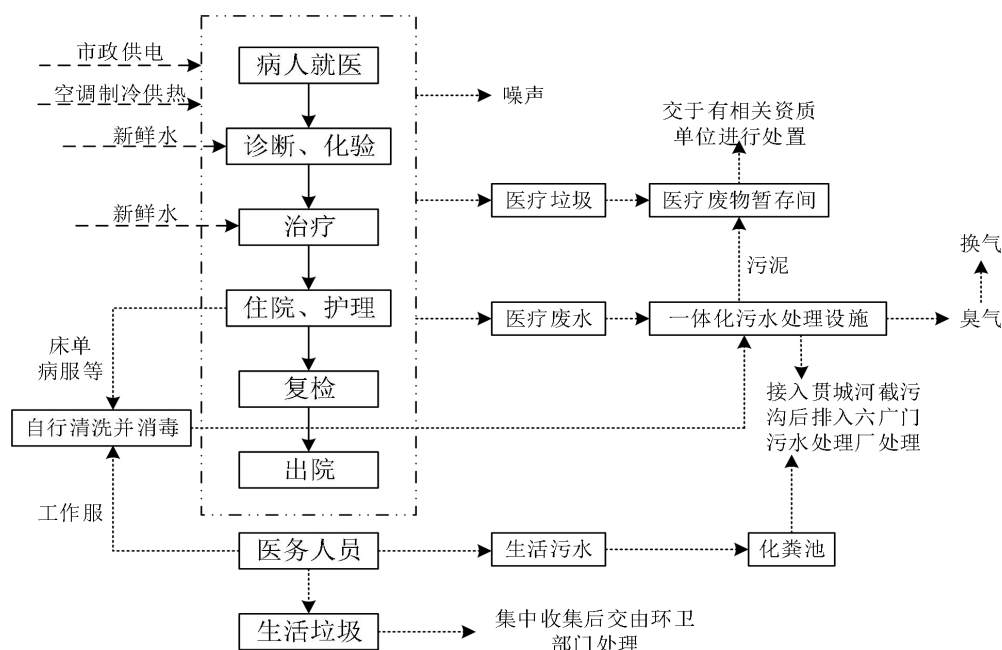 市政供电
病人就医
空调制冷供热
噪声
交于有相关资质
单位进行处置
新鲜水
诊断、化验
新鲜水
治疗
医疗垃圾
医疗废物暂存间
污泥
换气
住院、护理
医疗废水
一体化污水处理设施
臭气
床单
病服等
复检
接入贯城河截污
沟后排入六广门
污水处理厂处理
自行清洗并消毒
出院
工作服
医务人员
生活污水
化粪池
生活垃圾
集中收集后交由环卫
部门处理